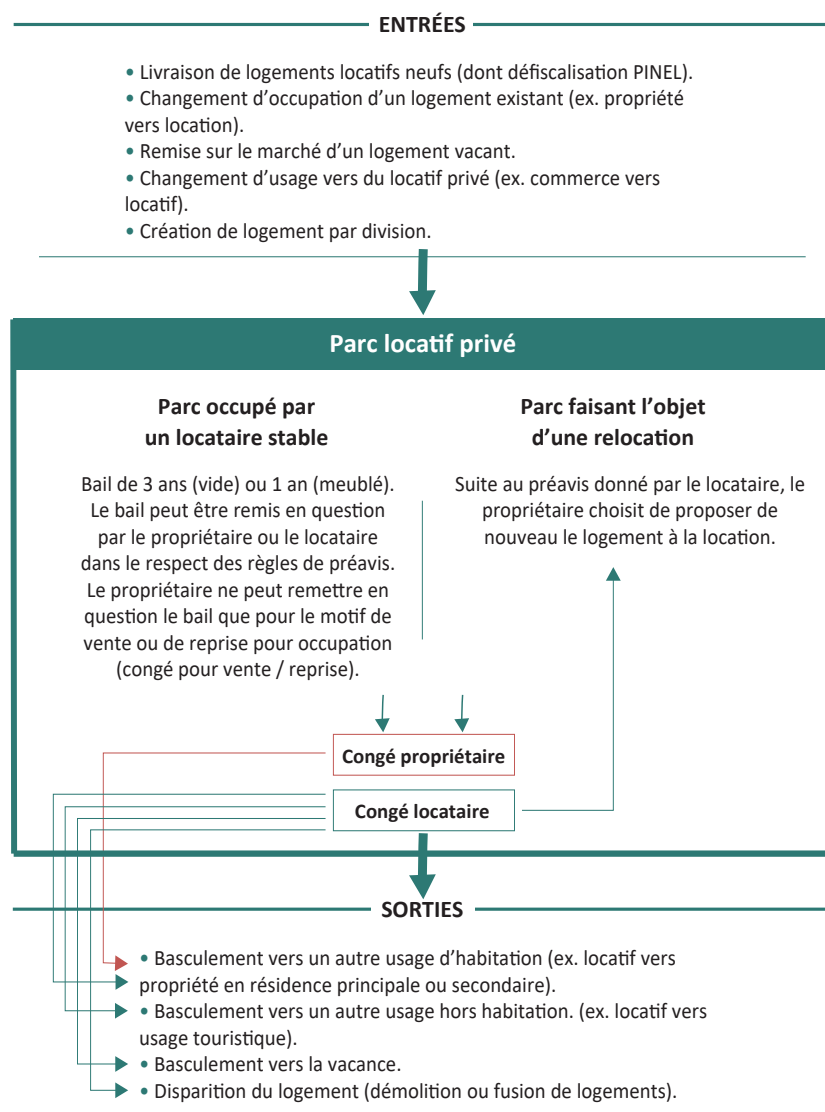 ENTRÉES
• Livraison de logements locatifs neufs (dont défiscalisation PINEL).
• Changement d’occupation d’un logement existant (ex. propriété
vers location).
• Remise sur le marché d’un logement vacant.
• Changement d’usage vers du locatif privé (ex. commerce vers
locatif).
• Création de logement par division.
Parc locatif privé
Parc occupé par
un locataire stable
Bail de 3 ans (vide) ou 1 an (meublé).
Le bail peut être remis en question
par le propriétaire ou le locataire
dans le respect des règles de préavis.
Le propriétaire ne peut remettre en
question le bail que pour le motif de
vente ou de reprise pour occupation
(congé pour vente / reprise).
Parc faisant l’objet
d’une relocation
Suite au préavis donné par le locataire, le
propriétaire choisit de proposer de
nouveau le logement à la location.
Congé propriétaire
Congé locataire
SORTIES
• Basculement vers un autre usage d’habitation (ex. locatif vers
propriété en résidence principale ou secondaire).
• Basculement vers un autre usage hors habitation. (ex. locatif vers
usage touristique).
• Basculement vers la vacance.
• Disparition du logement (démolition ou fusion de logements).